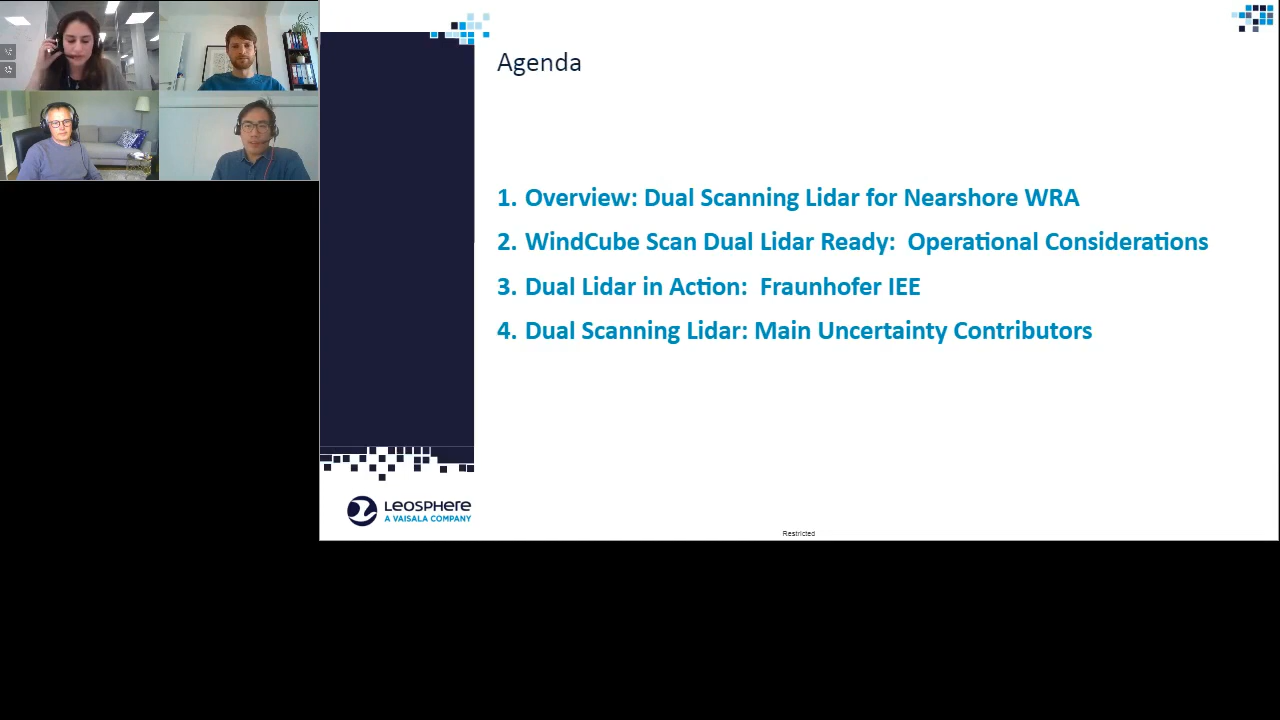 Agenda
1. Overview: Dual Scanning Lidar for Nearshore WRA
2. WindCube Scan Dual Lidar Ready:  Operational Considerations
3. Dual Lidar in Action:  Fraunhofer IEE
4. Dual Scanning Lidar: Main Uncertainty Contributors
LEOSPHERE
A VAISALA COMPANY
Restricted